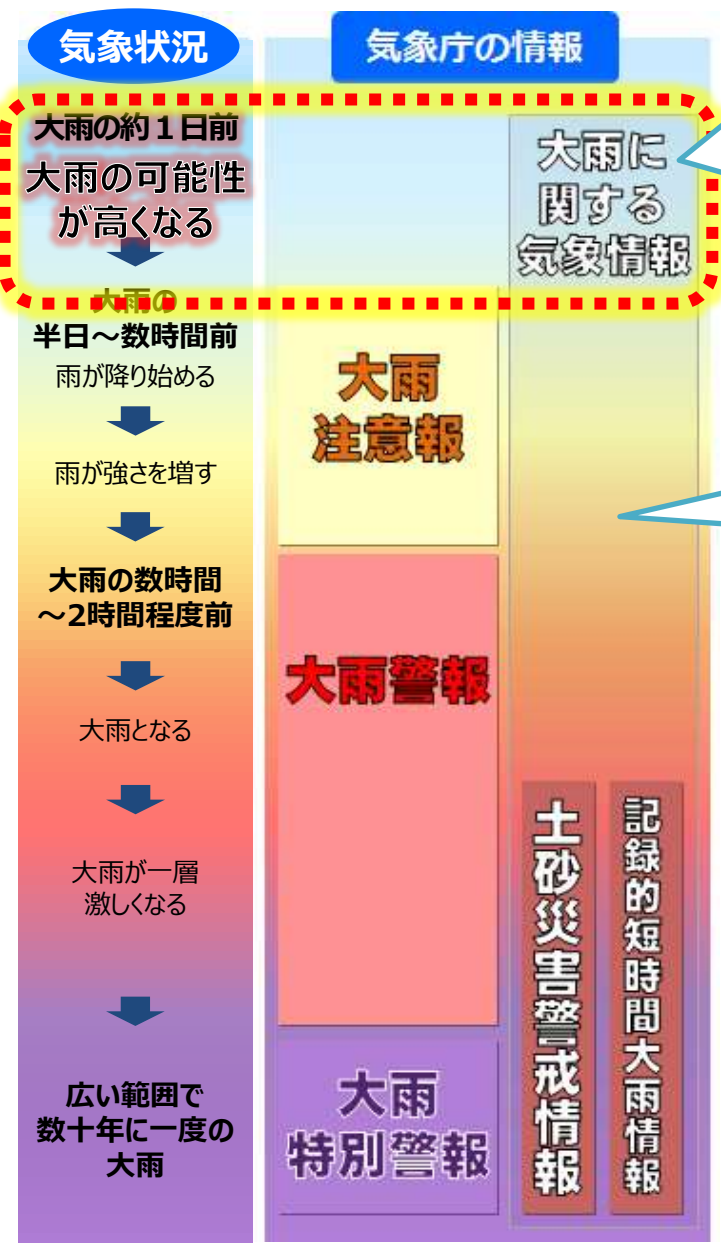 気象状況
気象庁の情報
大雨の約１日前
大雨の可能性
が高くなる
大雨の
半日～数時間前
雨が降り始める
雨が強さを増す
大雨の数時間
～2時間程度前
大雨となる
大雨が一層
激しくなる
広い範囲で
数十年に一度の
大雨
大雨
注意報
大雨警報
大雨
特別警報
大雨に
関する
気象情報
土砂災害警戒情報
記録的短時間大雨情報